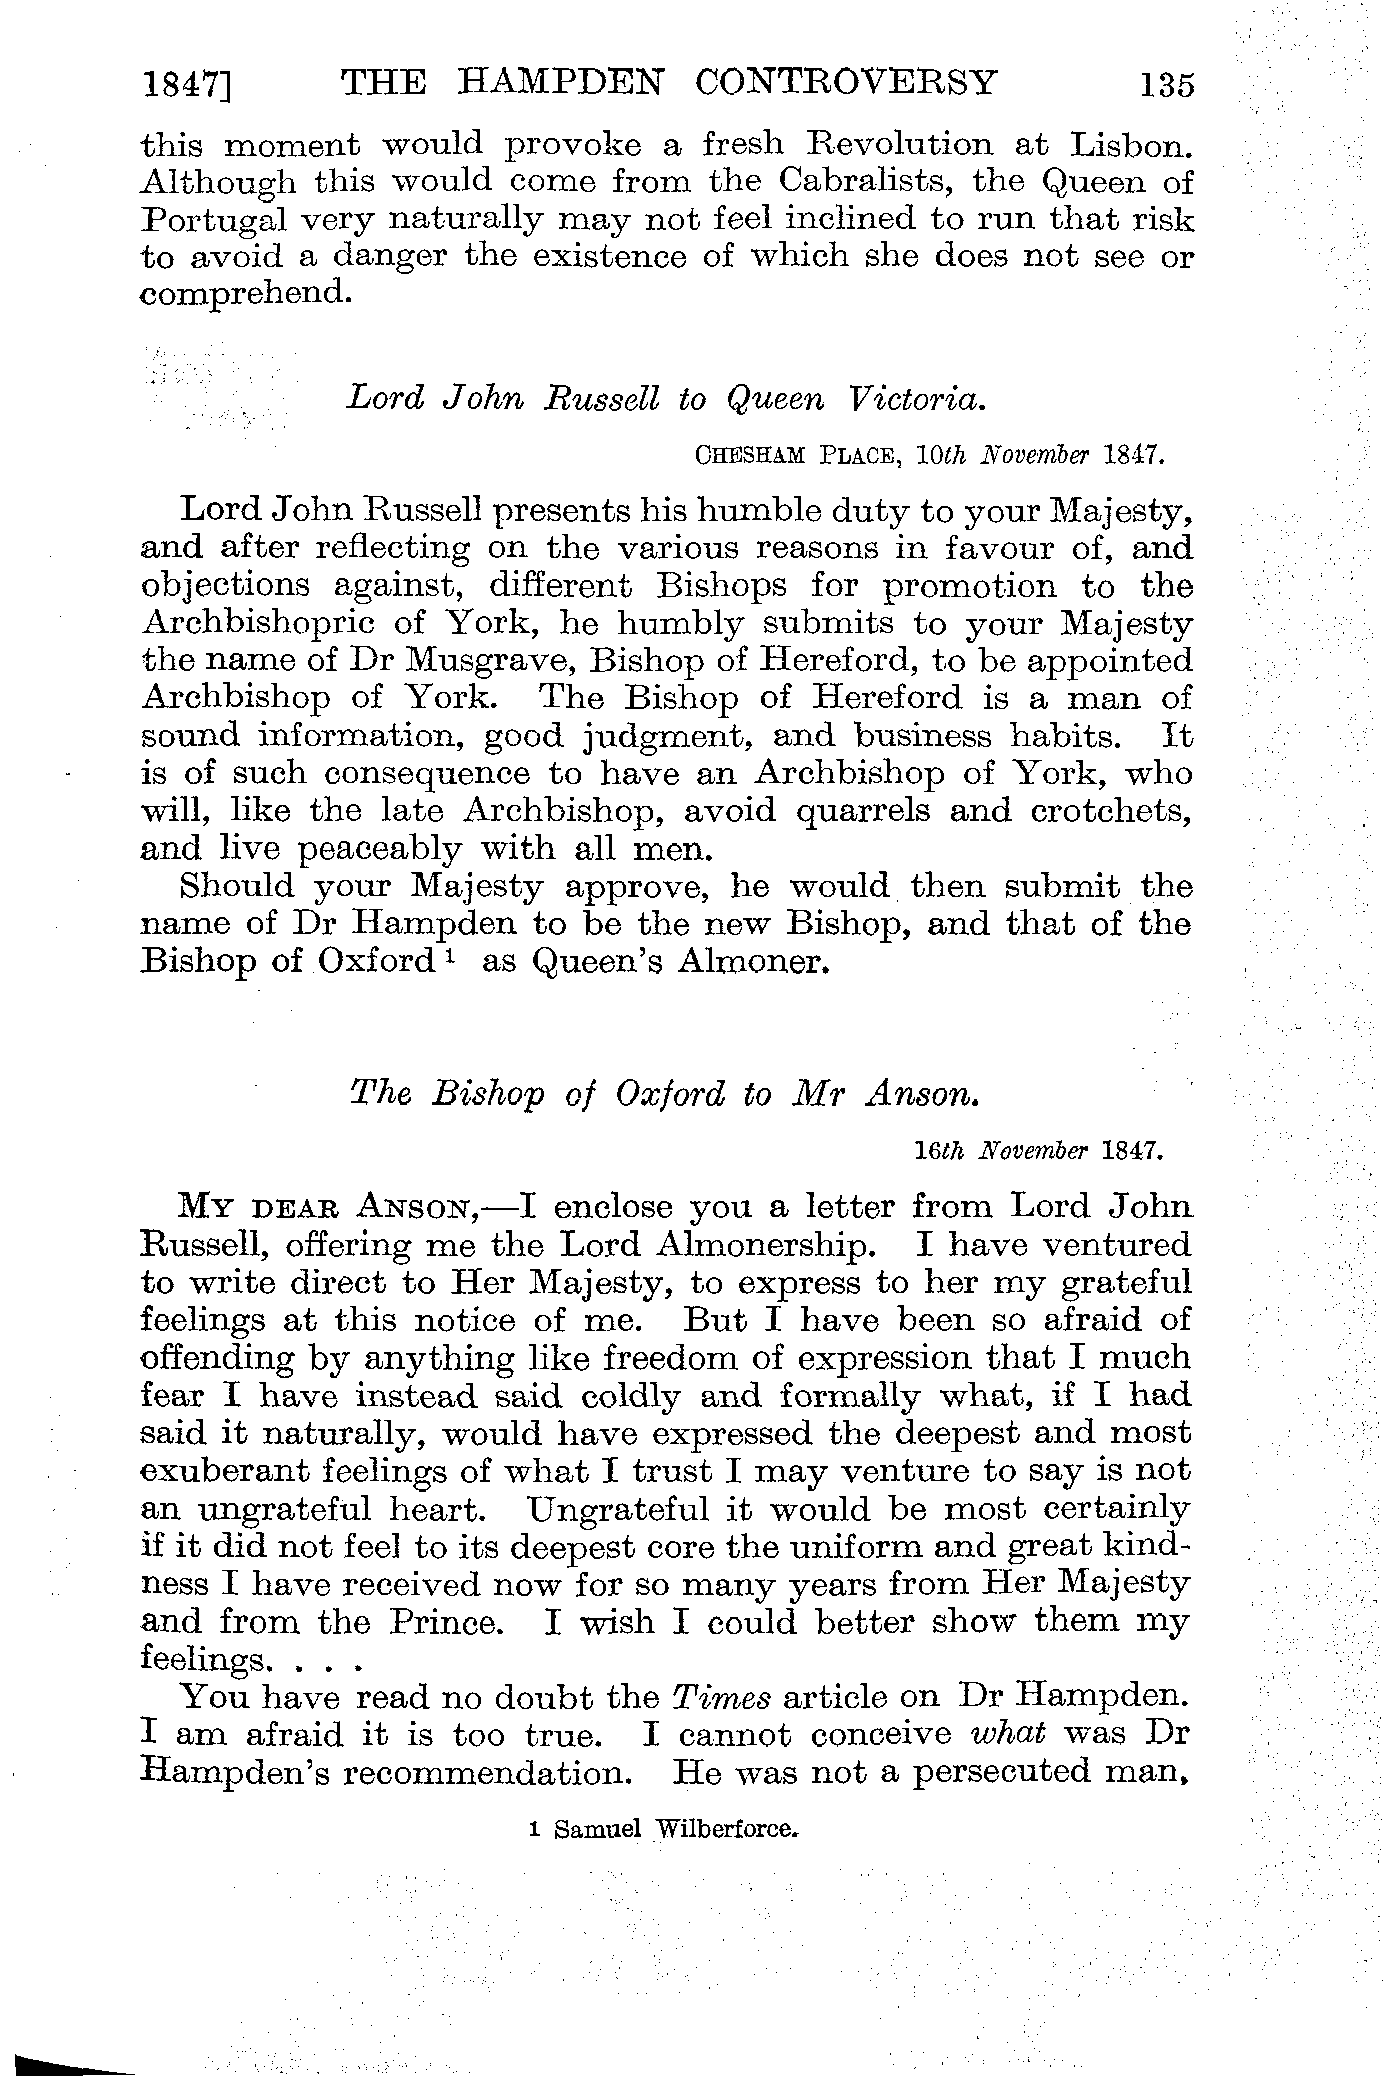 1847] THE HAMPDEN CONTROVERSY 135
this moment would provoke a fresh Revolution at Lisbon.
Although this would come from the Cabralists, the Queen of
Portugal very naturally may not feel inclined to run that risk
to avoid a danger the existence of which she does not see or
comprehend.
Lord John Russell to Queen Victoria.
CHESHAM PLACE, 10th November 1847.
Lord John Russell presents his humble duty to your Majesty,
and after reflecting on the various reasons in favour of, and
objections against, different Bishops for promotion to the
Archbishopric of York, he humbly submits to your Majesty
the name of Dr Musgrave, Bishop of Hereford, to be appointed
Archbishop of York. The Bishop of Hereford is a man of
sound information, good judgment, and business habits. It
is of such consequence to have an Archbishop of York, who
will, like the late Archbishop, avoid quarrels and crotchets,
and live peaceably with all men.
Should your Majesty approve, he would then submit the
name of Dr Hampden to be the new Bishop, and that of the
Bishop of Oxford 1 as Queen's Almoner.
The Bishop of Oxford to Mr Anson.
16th November 1847.
MY DEAR ANSON,—I enclose you a letter from Lord John
Russell, offering me the Lord Almonership. I have ventured
to write direct to Her Majesty, to express to her my grateful
feelings at this notice of me. But I have been so afraid of
offending by anything like freedom of expression that I much
fear I have instead said coldly and formally what, if I had
said it naturally, would have expressed the deepest and most
exuberant feelings of what I trust I may venture to say is not
an ungrateful heart. Ungrateful it would be most certainly
if it did not feel to its deepest core the uniform and great kind-
ness I have received now for so many years from Her Majesty
and from the Prince. I wish I could better show them my
feelings. . . .
You have read no doubt the Times article on Dr Hampden.
I am afraid it is too true. I cannot conceive what was Dr
Hampden's recommendation. He was not a persecuted man,
1 Samuel Wilberforce.